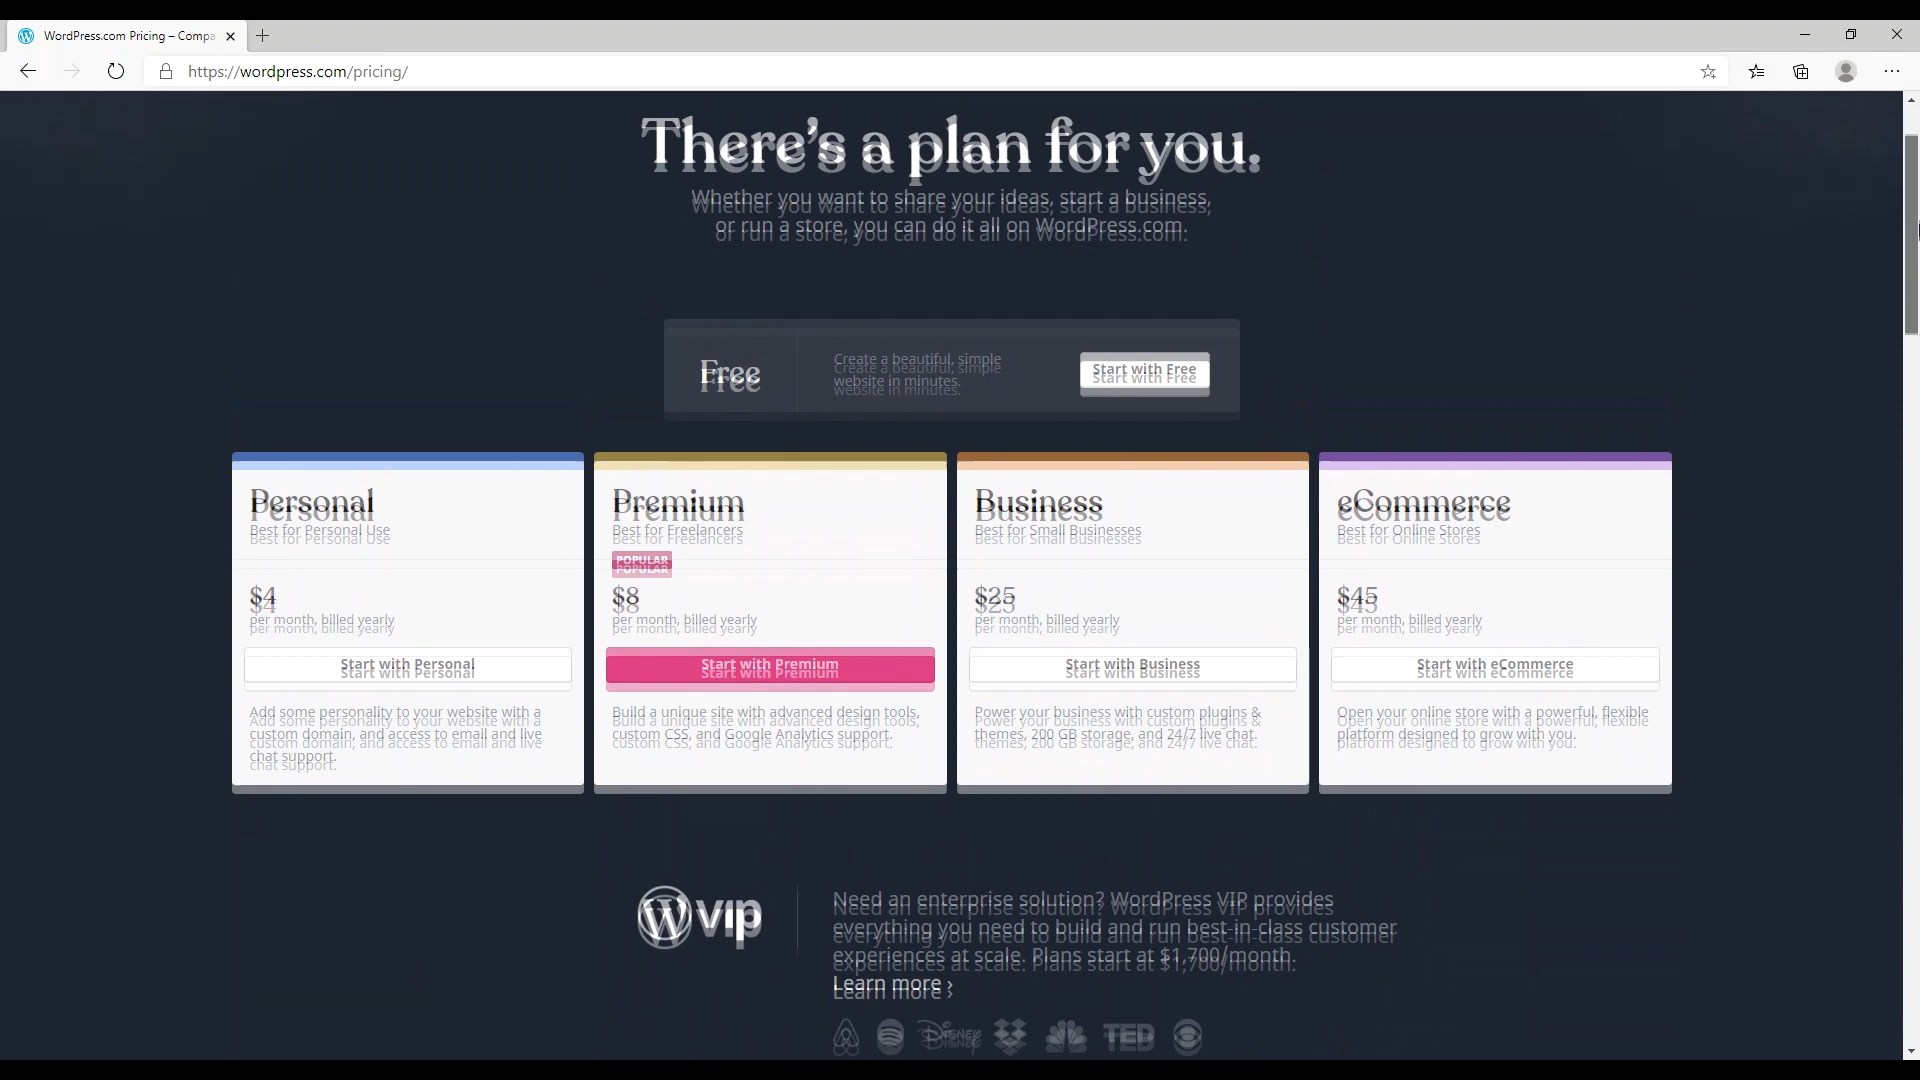 WordPress.com Pricing – Compa
https://wordpress.com/pricing/
There's a plan for you.
Whether you want to share your ideas, start a business,
or run a store, you can do it all on WordPress.com.
Free
Create a beautiful, simple
website in minutes.
Start with Free
Personal
Best for Personal Use
$4
per month, billed yearly
Start with Personal
Add some personality to your website with a
custom domain, and access to email and live
chat support.
Premium
Best for Freelancers
POPULAR
$8
per month, billed yearly
Start with Premium
Build a unique site with advanced design tools,
custom CSS, and Google Analytics support.
Business
Best for Small Businesses
$25
per month, billed yearly
Start with Business
Power your business with custom plugins &
themes, 200 GB storage, and 24/7 live chat.
eCommerce
Best for Online Stores
$45
per month, billed yearly
Start with eCommerce
Open your online store with a powerful, flexible
platform designed to grow with you.
W vip
Need an enterprise solution? WordPress VIP provides
everything you need to build and run best-in-class customer
experiences at scale. Plans start at $1,700/month.
Learn more ›
Disney TED